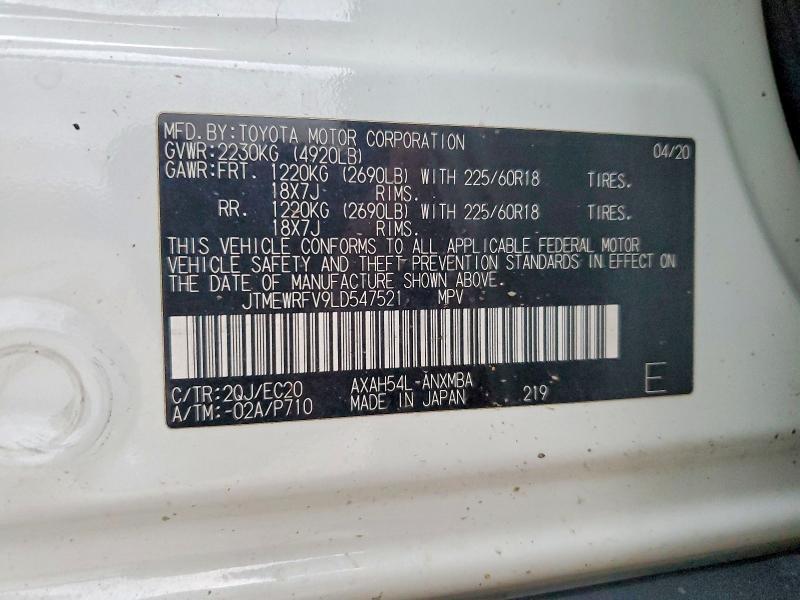 MFD.BY:TOYOTA MOTOR CORPORATION 04/20
GVWR:2230KG (4920LB)
GAWR:FRT. 1220KG (2690LB) WITH 225/60R18 TIRES.
18X7J RIMS.
RR. 1220KG (2690LB) WITH 225/60R18 TIRES.
18X7J RIMS.
THIS VEHICLE CONFORMS TO ALL APPLICABLE FEDERAL MOTOR
VEHICLE SAFETY AND THEFT PREVENTION STANDARDS IN EFFECT ON
THE DATE OF MANUFACTURE SHOWN ABOVE.
JTMEWRFV9LD547521 MPV
C/TR:2QJ/EC20 AXAH54L-ANXMBA E
A/TM:-02A/P710 MADE IN JAPAN 219